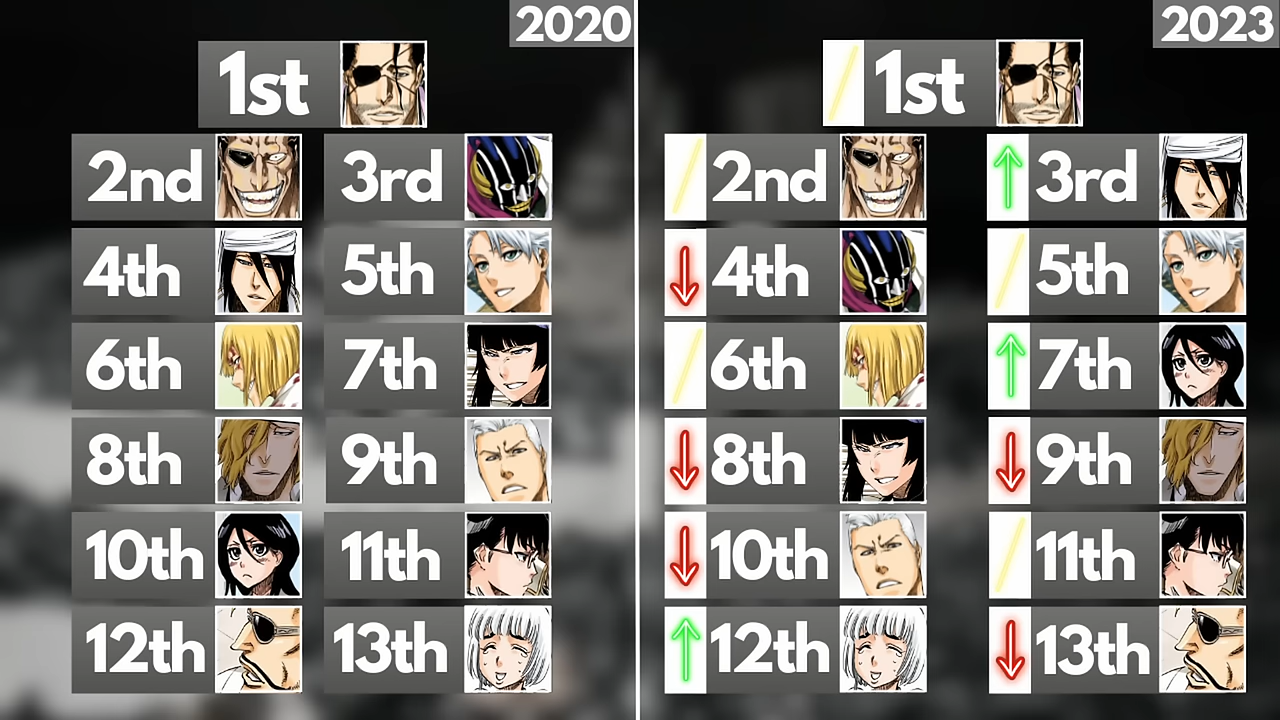 2020
1st
2nd 3rd
4th 5th
6th 7th
8th 9th
10th 11th
12th 13th
2023
1st
2nd 3rd
4th 5th
6th 7th
8th 9th
10th 11th
12th 13th